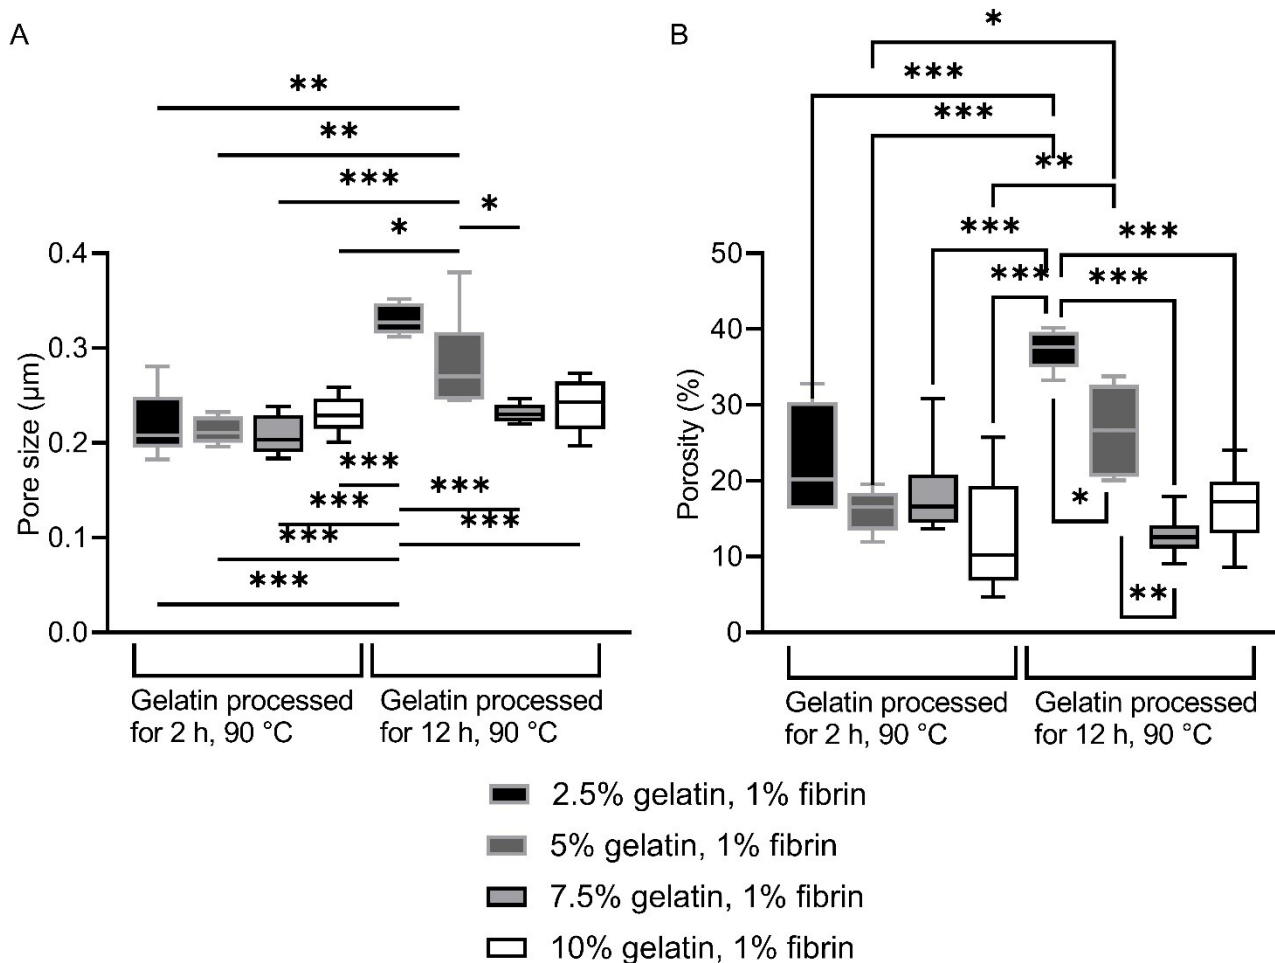 A
B
*
***
**
***
**
**
***
*
*
***
***
*
***
***
0.4
0.3
0.2
0.1
0.0
Pore size (µm)
50
40
30
20
10
0
Porosity (%)
***
***
***
***
***
***
*
**
Gelatin processed
for 2 h, 90 °C
Gelatin processed
for 12 h, 90 °C
Gelatin processed
for 2 h, 90 °C
Gelatin processed
for 12 h, 90 °C
2.5% gelatin, 1% fibrin
5% gelatin, 1% fibrin
7.5% gelatin, 1% fibrin
10% gelatin, 1% fibrin